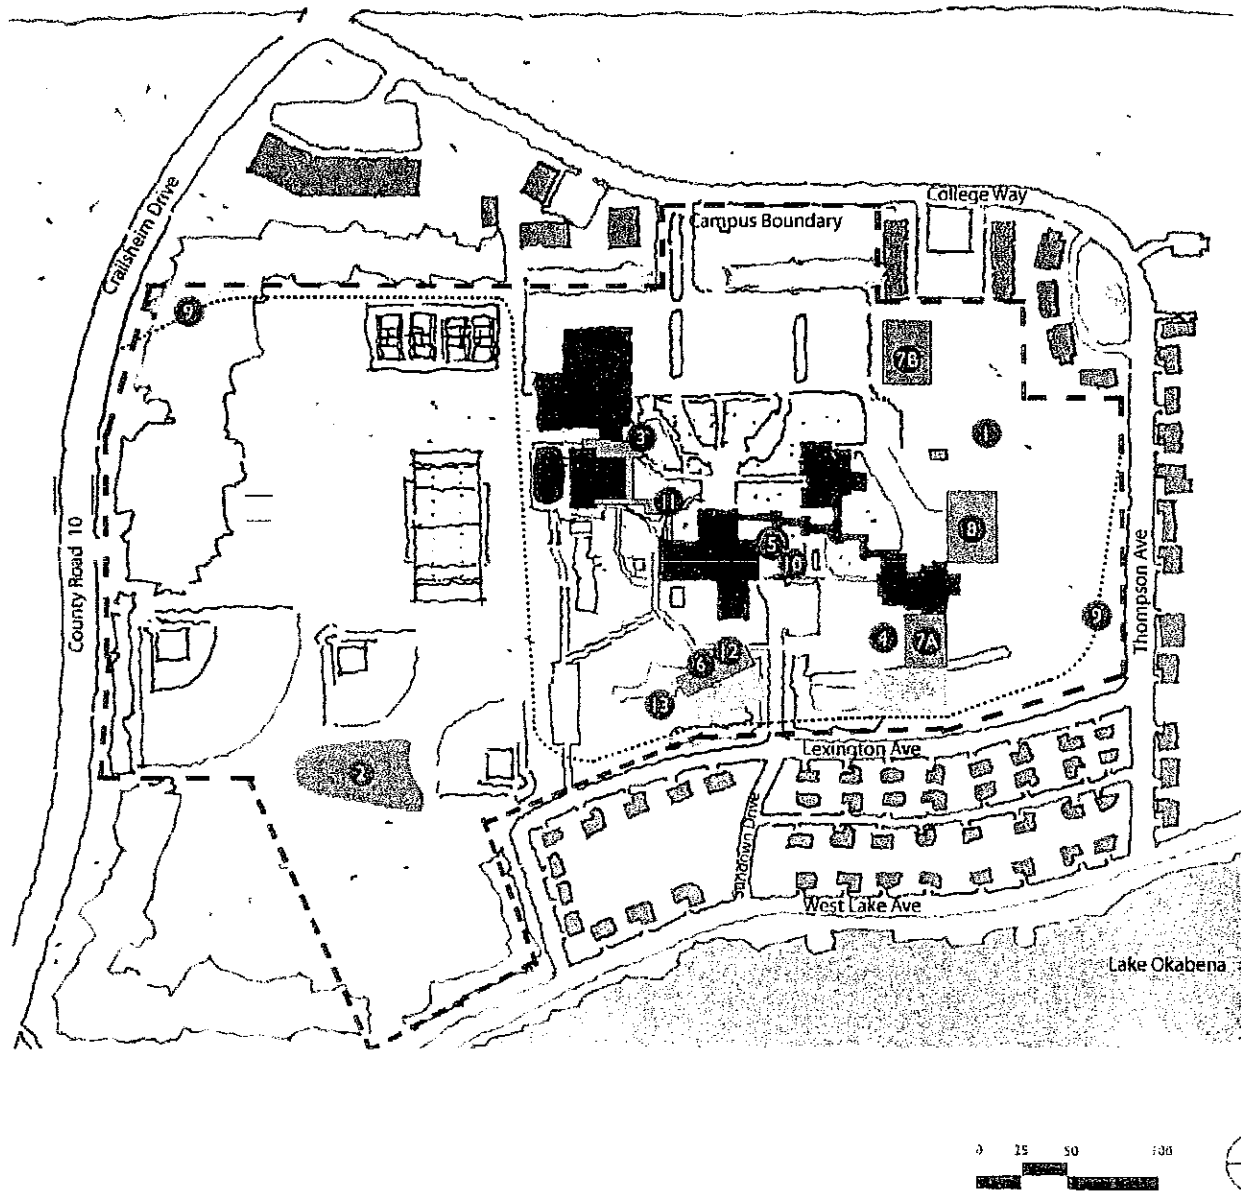 College Way
Campus Boundary
Crailsheim Drive
9
7B
1
3
11
8
5
10
County Road 10
Thompson Ave
9
4
7A
12
6
13
Lexington Ave
2
Sundown Drive
West Lake Ave
Lake Okabena
0 25 50 100